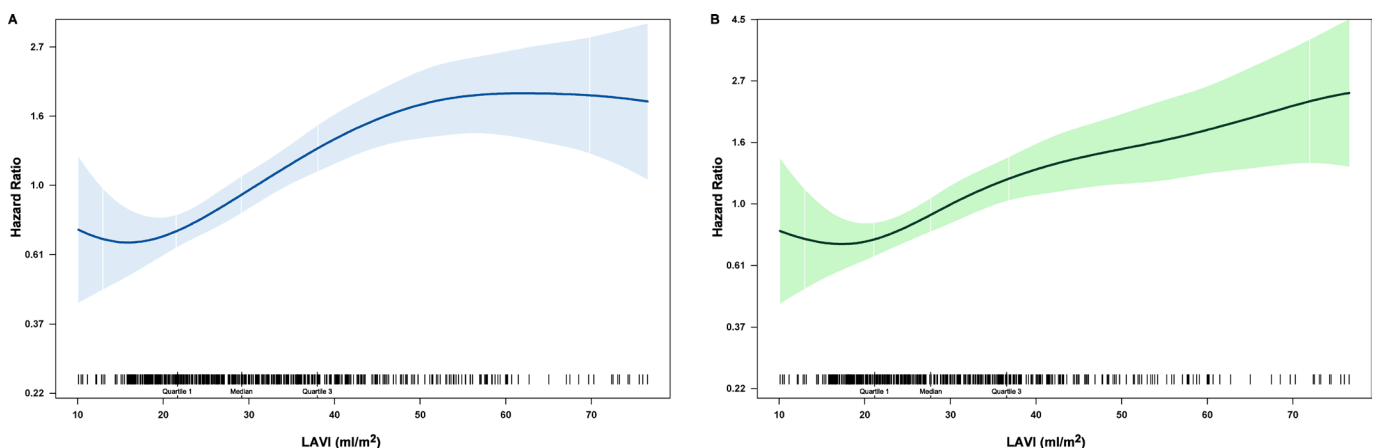 A
Hazard Ratio
2.7
1.6
1.0
0.61
0.37
0.22
Quartile 1 Median Quartile 3
10 20 30 40 50 60 70
LAVI (ml/m²)
B
Hazard Ratio
4.5
2.7
1.6
1.0
0.61
0.37
0.22
Quartile 1 Median Quartile 3
10 20 30 40 50 60 70
LAVI (ml/m²)